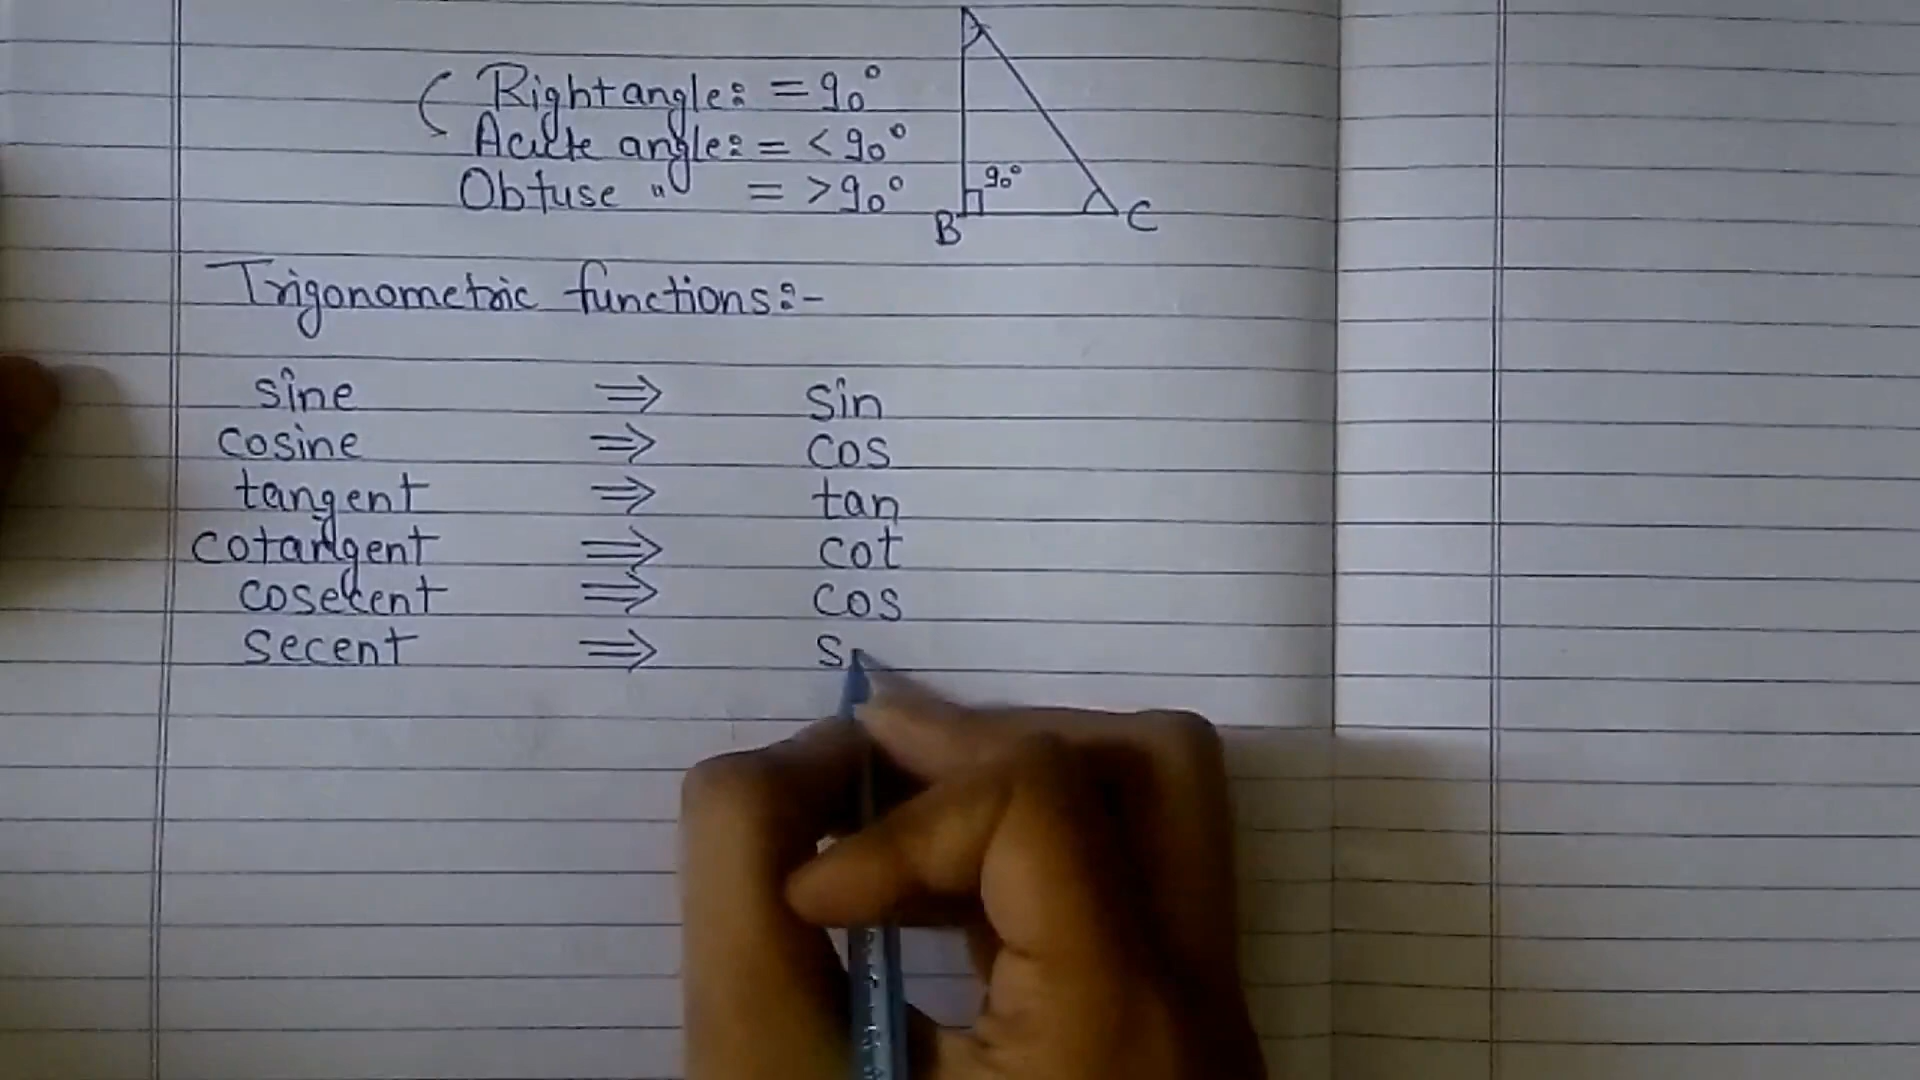 Right angle: = 90°
Acute angle: = < 90°
Obtuse " = > 90°
90°
B C
Trigonometric functions:-
sine ⇒ sin
cosine ⇒ cos
tangent ⇒ tan
cotangent ⇒ cot
cosecent ⇒ cos
secent ⇒ s